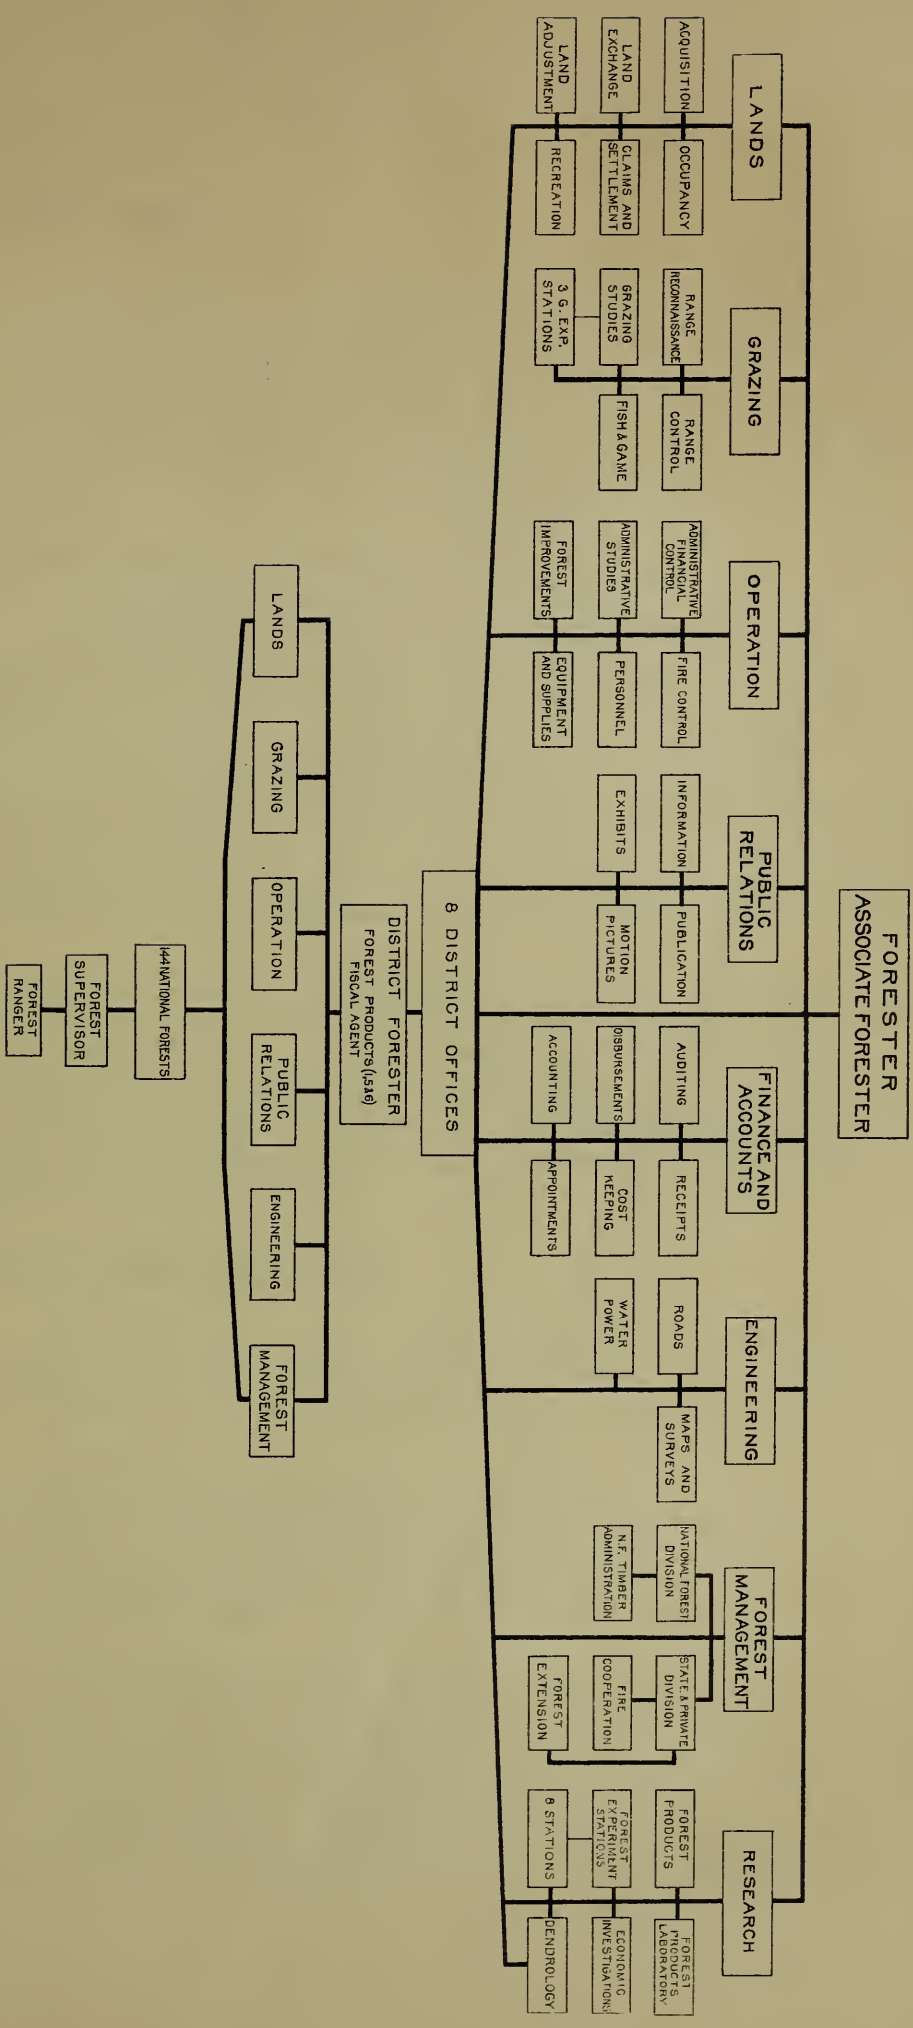 FORESTER
ASSOCIATE FORESTER
LANDS
ACQUISITION
OCCUPANCY
LAND
EXCHANGE
CLAIMS AND
SETTLEMENT
LAND
ADJUSTMENT
RECREATION
GRAZING
RANGE
RECONNAISSANCE
RANGE
CONTROL
GRAZING
STUDIES
FISH & GAME
3 G. EXP.
STATIONS
OPERATION
ADMINISTRATIVE
FINANCIAL
CONTROL
FIRE CONTROL
ADMINISTRATIVE
STUDIES
PERSONNEL
FOREST
IMPROVEMENTS
EQUIPMENT
AND SUPPLIES
PUBLIC
RELATIONS
INFORMATION
PUBLICATION
EXHIBITS
MOTION
PICTURES
FINANCE AND
ACCOUNTS
AUDITING
RECEIPTS
DISBURSEMENTS
COST
KEEPING
ACCOUNTING
APPOINTMENTS
ENGINEERING
ROADS
MAPS AND
SURVEYS
WATER
POWER
FOREST
MANAGEMENT
NATIONAL FOREST
DIVISION
STATE & PRIVATE
DIVISION
N.F. TIMBER
ADMINISTRATION
FIRE
COOPERATION
FOREST
EXTENSION
RESEARCH
FOREST
PRODUCTS
FOREST
PRODUCTS
LABORATORY
FOREST
EXPERIMENT
STATIONS
ECONOMIC
INVESTIGATIONS
8 STATIONS
DENDROLOGY
8 DISTRICT OFFICES
DISTRICT FORESTER
FOREST PRODUCTS (1,5&6)
FISCAL AGENT
LANDS
GRAZING
OPERATION
PUBLIC
RELATIONS
ENGINEERING
FOREST
MANAGEMENT
144 NATIONAL FORESTS
FOREST
SUPERVISOR
FOREST
RANGER